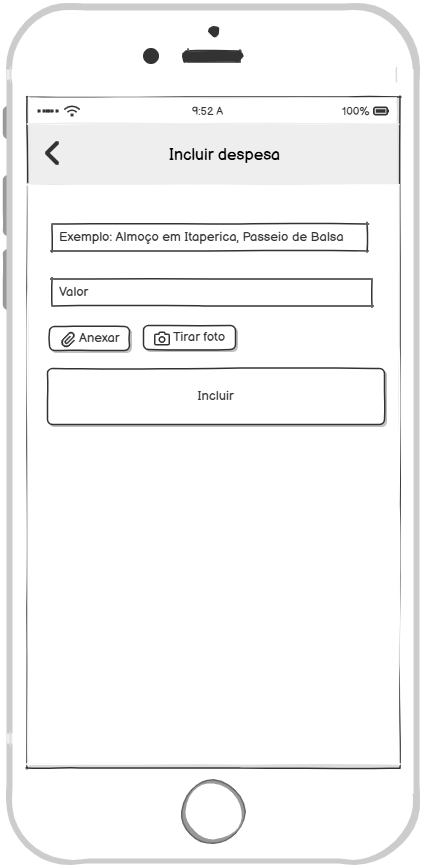 9:52 A
100%
Incluir despesa
Exemplo: Almoço em Itaperica, Passeio de Balsa
Valor
Anexar
Tirar foto
Incluir